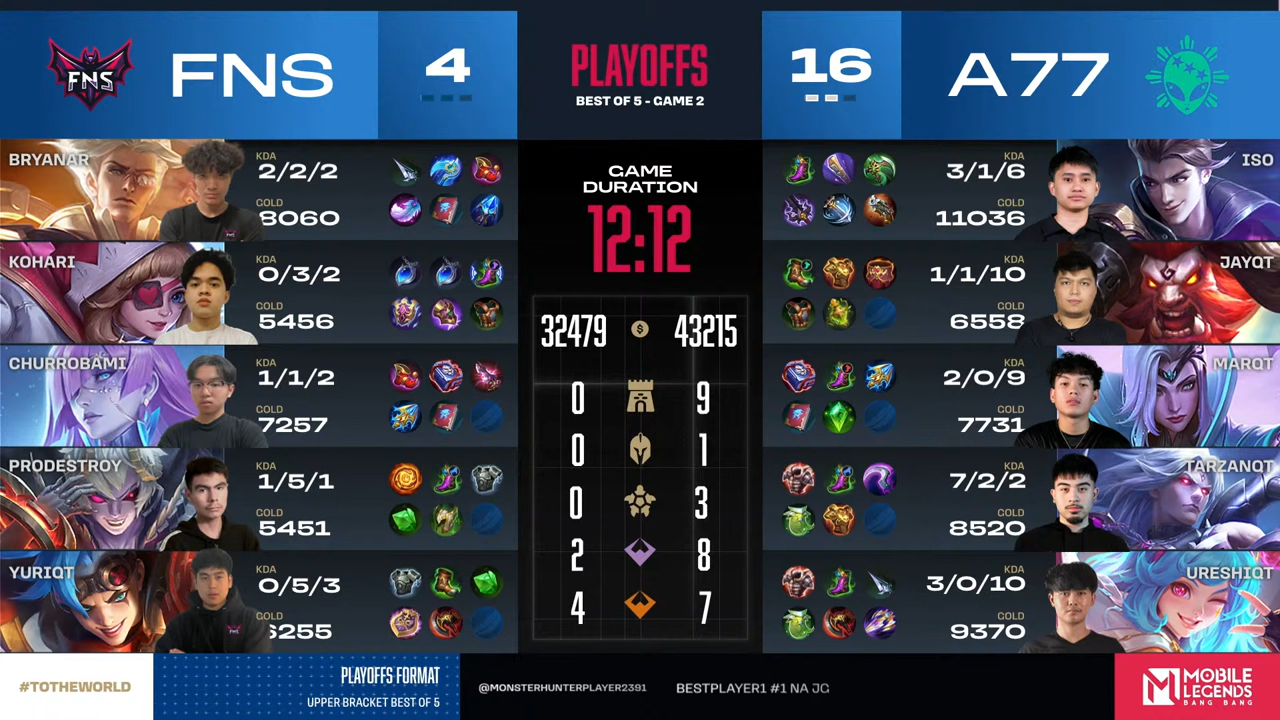 FNS
FNS
4
PLAYOFFS
BEST OF 5 - GAME 2
16
A77
BRYANAR
KDA
2/2/2
GOLD
8060
KOHARI
KDA
0/3/2
GOLD
5456
CHURROBAMI
KDA
1/1/2
GOLD
7257
PRODESTROY
KDA
1/5/1
GOLD
5451
YURIQT
KDA
0/5/3
GOLD
6255
GAME
DURATION
12:12
32479 $ 43215
0 9
0 1
0 3
2 8
4 7
ISO
KDA
3/1/6
GOLD
11036
JAYQT
KDA
1/1/10
GOLD
6558
MARQT
KDA
2/0/9
GOLD
7731
TARZANQT
KDA
7/2/2
GOLD
8520
URESHIQT
KDA
3/0/10
GOLD
9370
#TOTHEWORLD
PLAYOFFS FORMAT
UPPER BRACKET BEST OF 5
@MONSTERHUNTERPLAYER2391
BESTPLAYER1 #1 NA JG
MOBILE
LEGENDS
BANG BANG